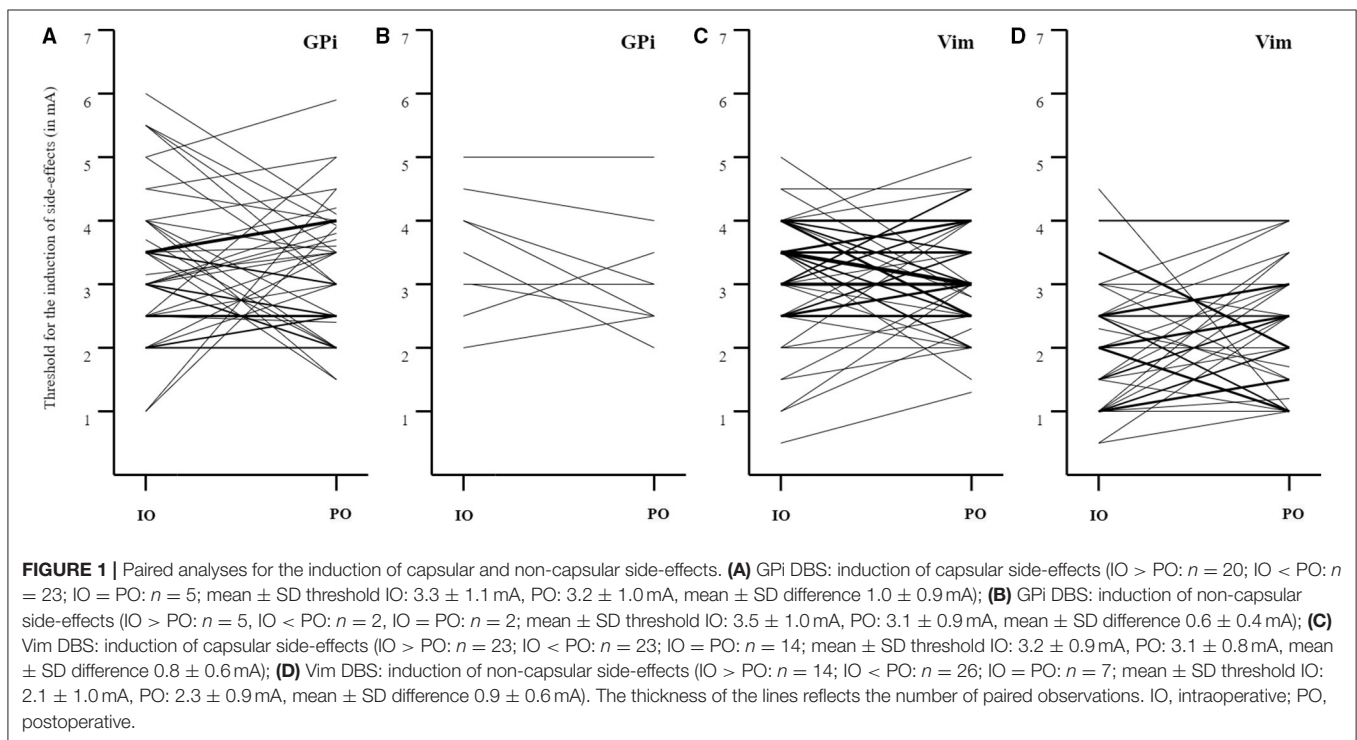 A
GPi
B
GPi
C
Vim
D
Vim
Threshold for the induction of side-effects (in mA)
7
6
5
4
3
2
1
IO
PO
7
6
5
4
3
2
1
IO
PO
7
6
5
4
3
2
1
IO
PO
7
6
5
4
3
2
1
IO
PO
FIGURE 1 | Paired analyses for the induction of capsular and non-capsular side-effects. (A) GPi DBS: induction of capsular side-effects (IO > PO: n = 20; IO < PO: n
= 23; IO = PO: n = 5; mean ± SD threshold IO: 3.3 ± 1.1 mA, PO: 3.2 ± 1.0 mA, mean ± SD difference 1.0 ± 0.9 mA); (B) GPi DBS: induction of non-capsular
side-effects (IO > PO: n = 5, IO < PO: n = 2, IO = PO: n = 2; mean ± SD threshold IO: 3.5 ± 1.0 mA, PO: 3.1 ± 0.9 mA, mean ± SD difference 0.6 ± 0.4 mA); (C)
Vim DBS: induction of capsular side-effects (IO > PO: n = 23; IO < PO: n = 23; IO = PO: n = 14; mean ± SD threshold IO: 3.2 ± 0.9 mA, PO: 3.1 ± 0.8 mA, mean
± SD difference 0.8 ± 0.6 mA); (D) Vim DBS: induction of non-capsular side-effects (IO > PO: n = 14; IO < PO: n = 26; IO = PO: n = 7; mean ± SD threshold IO:
2.1 ± 1.0 mA, PO: 2.3 ± 0.9 mA, mean ± SD difference 0.9 ± 0.6 mA). The thickness of the lines reflects the number of paired observations. IO, intraoperative; PO,
postoperative.